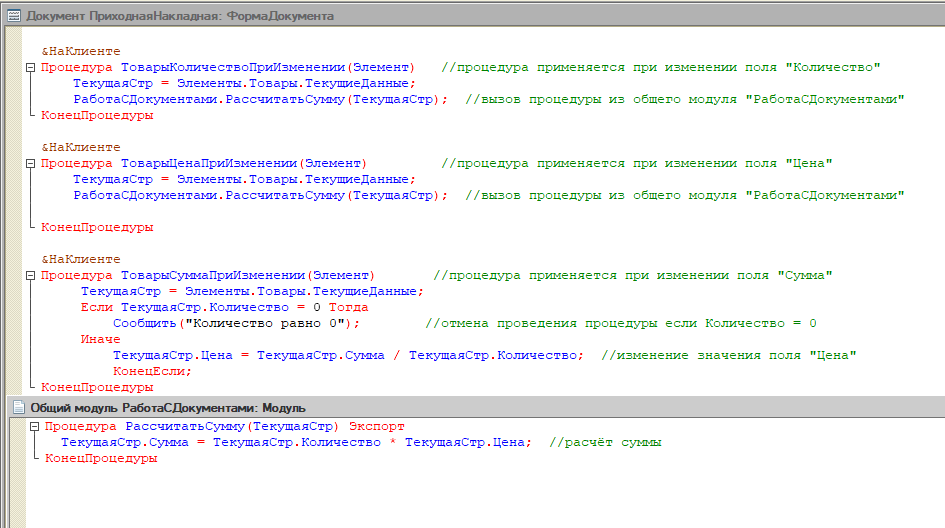 Документ ПриходнаяНакладная: ФормаДокумента
&НаКлиенте
Процедура ТоварыКоличествоПриИзменении(Элемент)   //процедура применяется при изменении поля "Количество"
ТекущаяСтр = Элементы.Товары.ТекущиеДанные;
РаботаСДокументами.РассчитатьСумму(ТекущаяСтр);  //вызов процедуры из общего модуля "РаботаСДокументами"
КонецПроцедуры
&НаКлиенте
Процедура ТоварыЦенаПриИзменении(Элемент)         //процедура применяется при изменении поля "Цена"
ТекущаяСтр = Элементы.Товары.ТекущиеДанные;
РаботаСДокументами.РассчитатьСумму(ТекущаяСтр);  //вызов процедуры из общего модуля "РаботаСДокументами"
КонецПроцедуры
&НаКлиенте
Процедура ТоварыСуммаПриИзменении(Элемент)       //процедура применяется при изменении поля "Сумма"
ТекущаяСтр = Элементы.Товары.ТекущиеДанные;
Если ТекущаяСтр.Количество = 0 Тогда
Сообщить("Количество равно 0");        //отмена проведения процедуры если Количество = 0
Иначе
ТекущаяСтр.Цена = ТекущаяСтр.Сумма / ТекущаяСтр.Количество;  //изменение значения поля "Цена"
КонецЕсли;
КонецПроцедуры
Общий модуль РаботаСДокументами: Модуль
Процедура РассчитатьСумму(ТекущаяСтр) Экспорт
ТекущаяСтр.Сумма = ТекущаяСтр.Количество * ТекущаяСтр.Цена;  //расчёт суммы
КонецПроцедуры